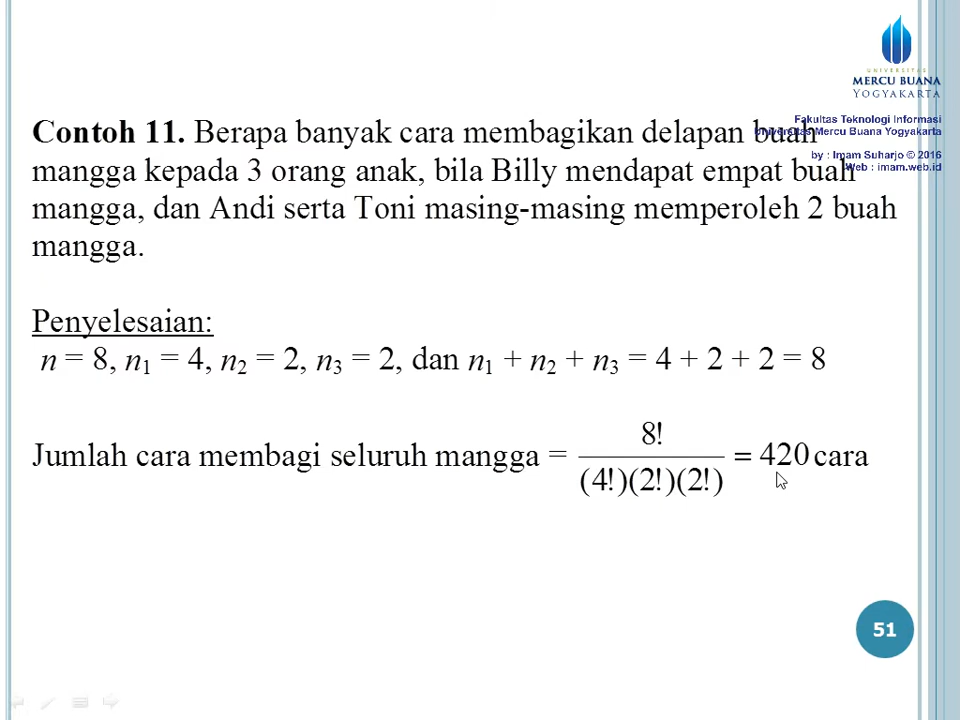 UNIVERSITAS
MERCU BUANA
YOGYAKARTA
Fakultas Teknologi Informasi
Universitas Mercu Buana Yogyakarta
by : Imam Suharjo © 2016
Web : imam.web.id
Contoh 11. Berapa banyak cara membagikan delapan buah
mangga kepada 3 orang anak, bila Billy mendapat empat buah
mangga, dan Andi serta Toni masing-masing memperoleh 2 buah
mangga.
Penyelesaian:
n = 8, n₁ = 4, n₂ = 2, n₃ = 2, dan n₁ + n₂ + n₃ = 4 + 2 + 2 = 8
Jumlah cara membagi seluruh mangga = 8! / (4!)(2!)(2!) = 420 cara
51